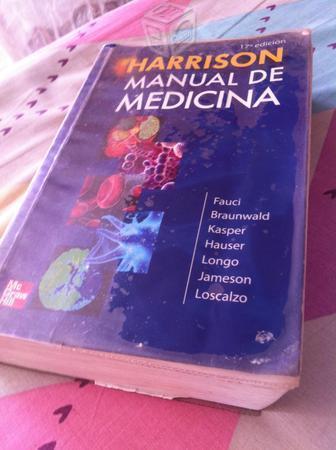 17ª edición
HARRISON
MANUAL DE
MEDICINA
Fauci
Braunwald
Kasper
Hauser
Longo
Jameson
Loscalzo
Mc
Graw
Hill